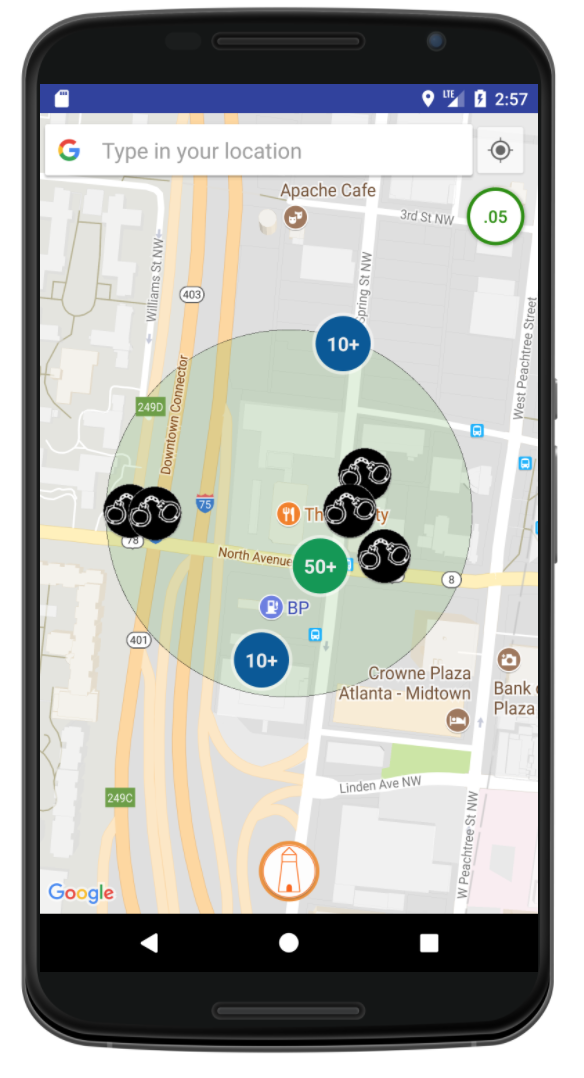 LTE 2:57
G Type in your location
Apache Cafe
3rd St NW
.05
Williams St NW
403
Spring St NW
West Peachtree Street
10+
249D
Downtown Connector
75
78
North Avenue
50+
8
BP
10+
401
Crowne Plaza
Atlanta - Midtown
Bank
Plaza
249C
Linden Ave NW
W Peachtree St NW
Google